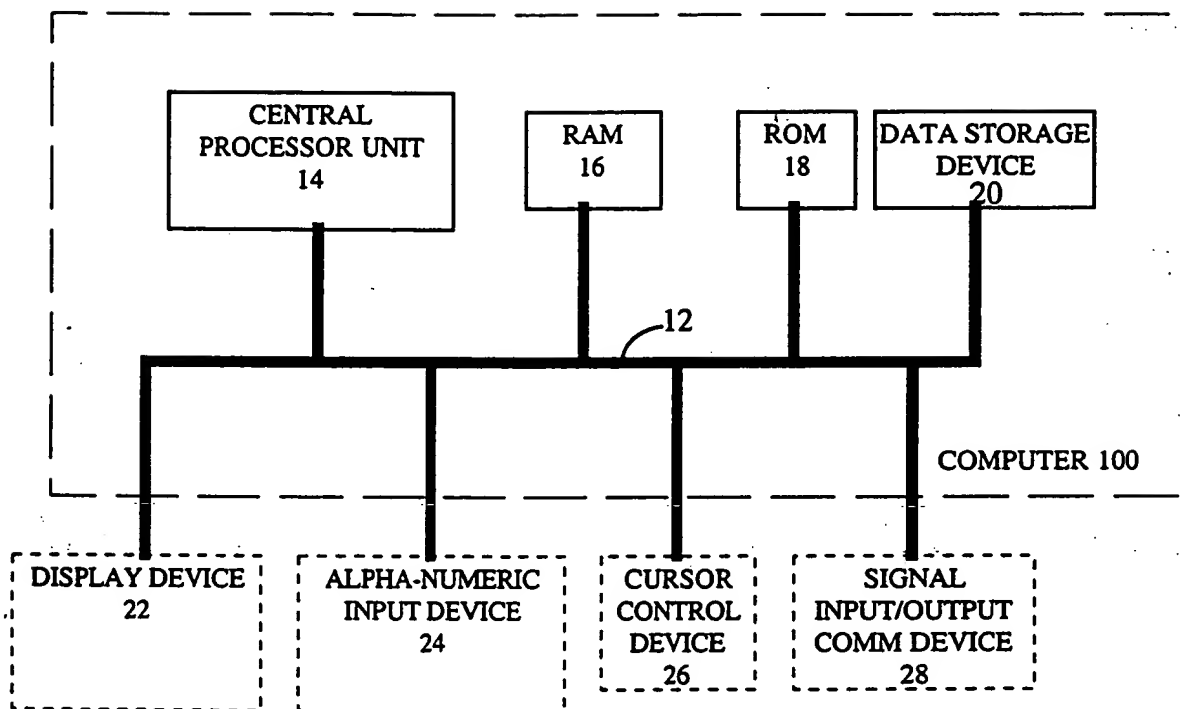 CENTRAL
PROCESSOR UNIT
14
RAM
16
ROM
18
DATA STORAGE
DEVICE
20
12
COMPUTER 100
DISPLAY DEVICE
22
ALPHA-NUMERIC
INPUT DEVICE
24
CURSOR
CONTROL
DEVICE
26
SIGNAL
INPUT/OUTPUT
COMM DEVICE
28